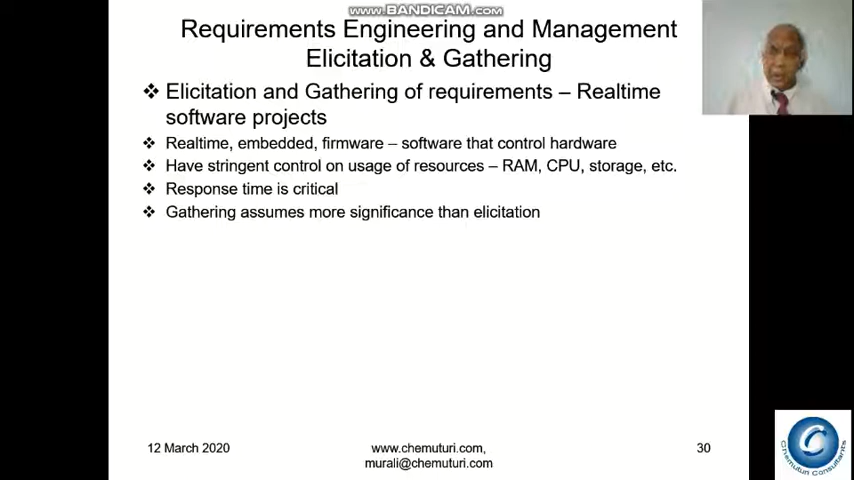 www.BANDICAM.com
Requirements Engineering and Management
Elicitation & Gathering
❖ Elicitation and Gathering of requirements – Realtime
software projects
❖ Realtime, embedded, firmware – software that control hardware
❖ Have stringent control on usage of resources – RAM, CPU, storage, etc.
❖ Response time is critical
❖ Gathering assumes more significance than elicitation
12 March 2020
www.chemuturi.com,
murali@chemuturi.com
30
Chemuturi Consultants